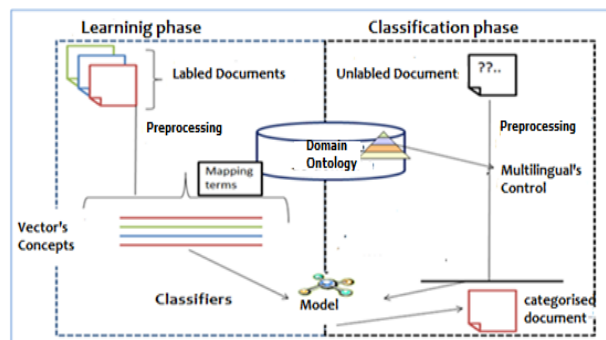 Learninig phase
Classification phase
Labled Documents
Unlabled Document
??..
Preprocessing
Preprocessing
Domain
Ontology
Mapping
terms
Multilingual's
Control
Vector's
Concepts
Classifiers
Model
categorised
document